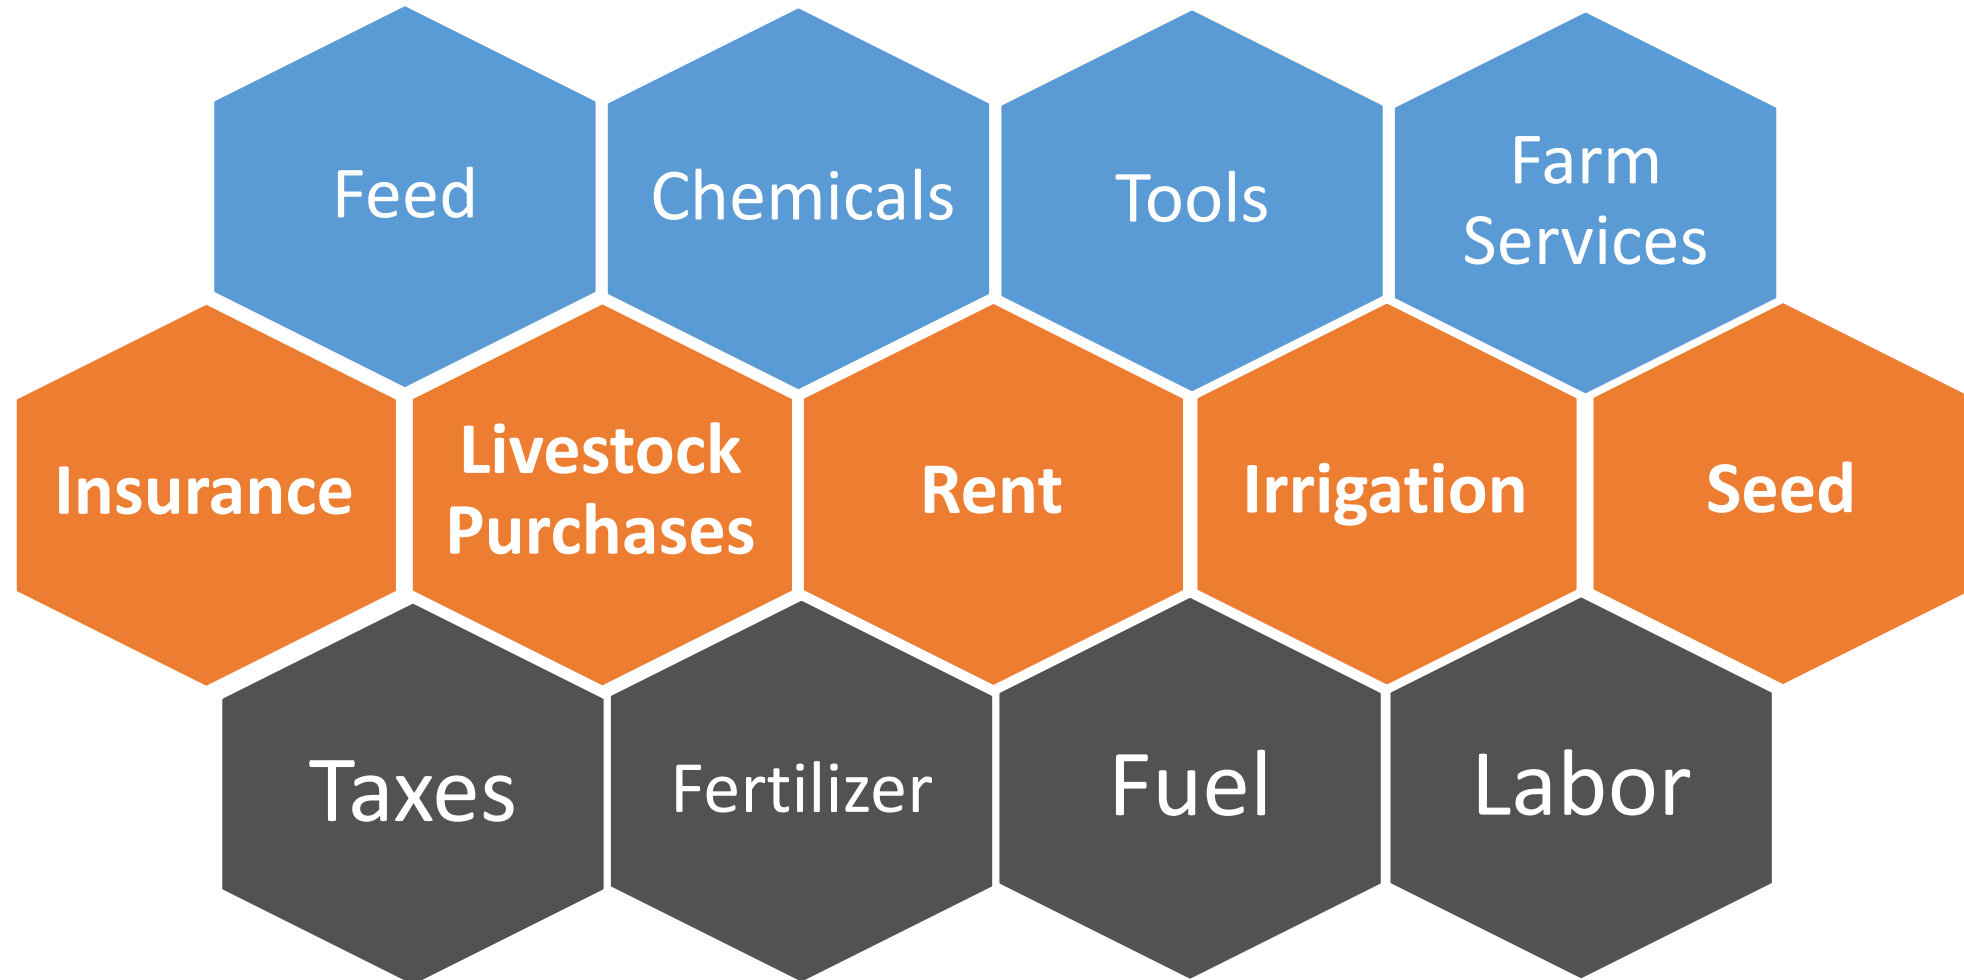 Feed
Chemicals
Tools
Farm
Services
Insurance
Livestock
Purchases
Rent
Irrigation
Seed
Taxes
Fertilizer
Fuel
Labor